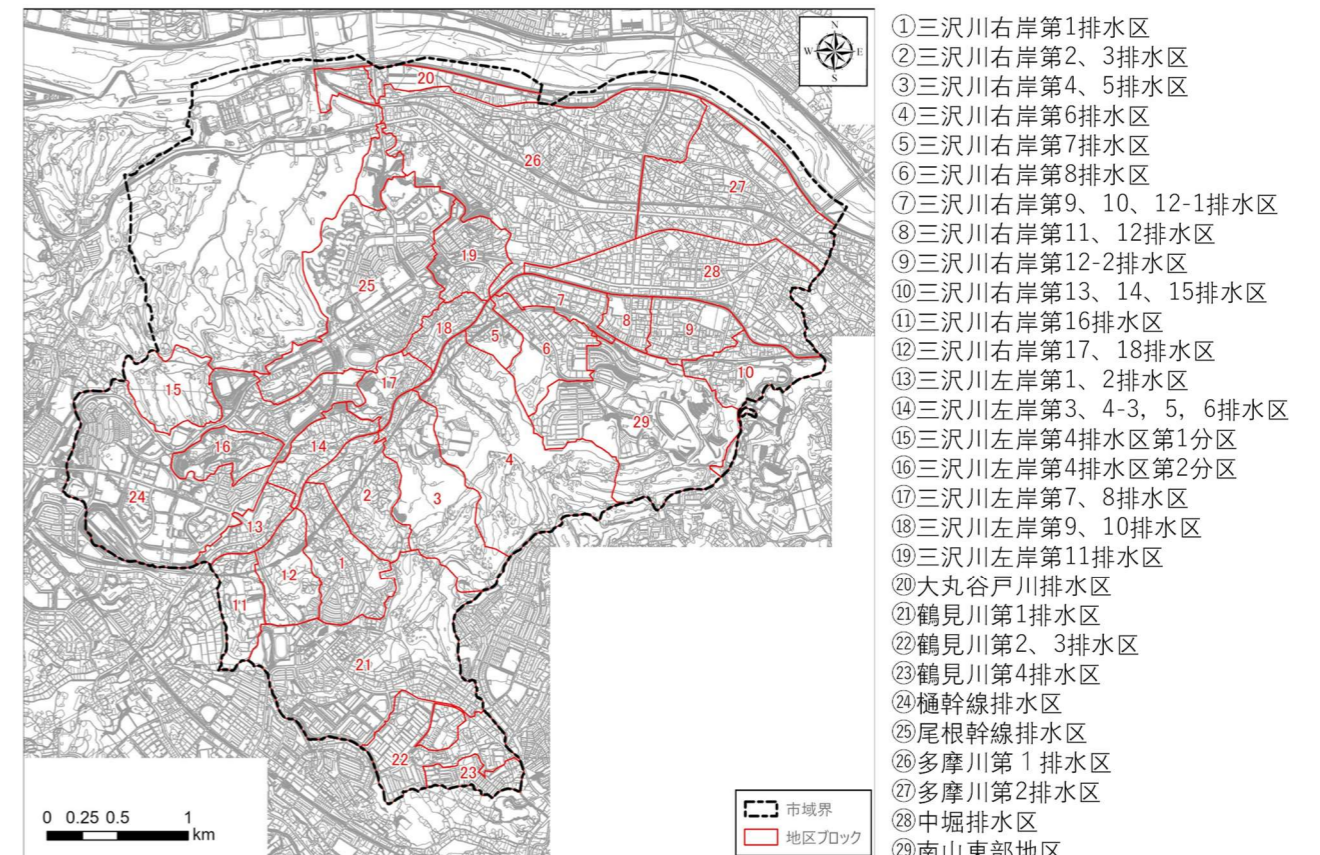 N
W E
S
20
26
27
19
28
25
7
18
8
9
5
6
10
17
15
29
14
16
4
24
2
3
13
1
12
11
21
22
23
0 0.25 0.5 1
km
市域界
地区ブロック
①三沢川右岸第1排水区
②三沢川右岸第2、3排水区
③三沢川右岸第4、5排水区
④三沢川右岸第6排水区
⑤三沢川右岸第7排水区
⑥三沢川右岸第8排水区
⑦三沢川右岸第9、10、12-1排水区
⑧三沢川右岸第11、12排水区
⑨三沢川右岸第12-2排水区
⑩三沢川右岸第13、14、15排水区
⑪三沢川右岸第16排水区
⑫三沢川右岸第17、18排水区
⑬三沢川左岸第1、2排水区
⑭三沢川左岸第3、4-3，5，6排水区
⑮三沢川左岸第4排水区第1分区
⑯三沢川左岸第4排水区第2分区
⑰三沢川左岸第7、8排水区
⑱三沢川左岸第9、10排水区
⑲三沢川左岸第11排水区
⑳大丸谷戸川排水区
㉑鶴見川第1排水区
㉒鶴見川第2、3排水区
㉓鶴見川第4排水区
㉔樋幹線排水区
㉕尾根幹線排水区
㉖多摩川第１排水区
㉗多摩川第2排水区
㉘中堀排水区
㉙南山東部地区